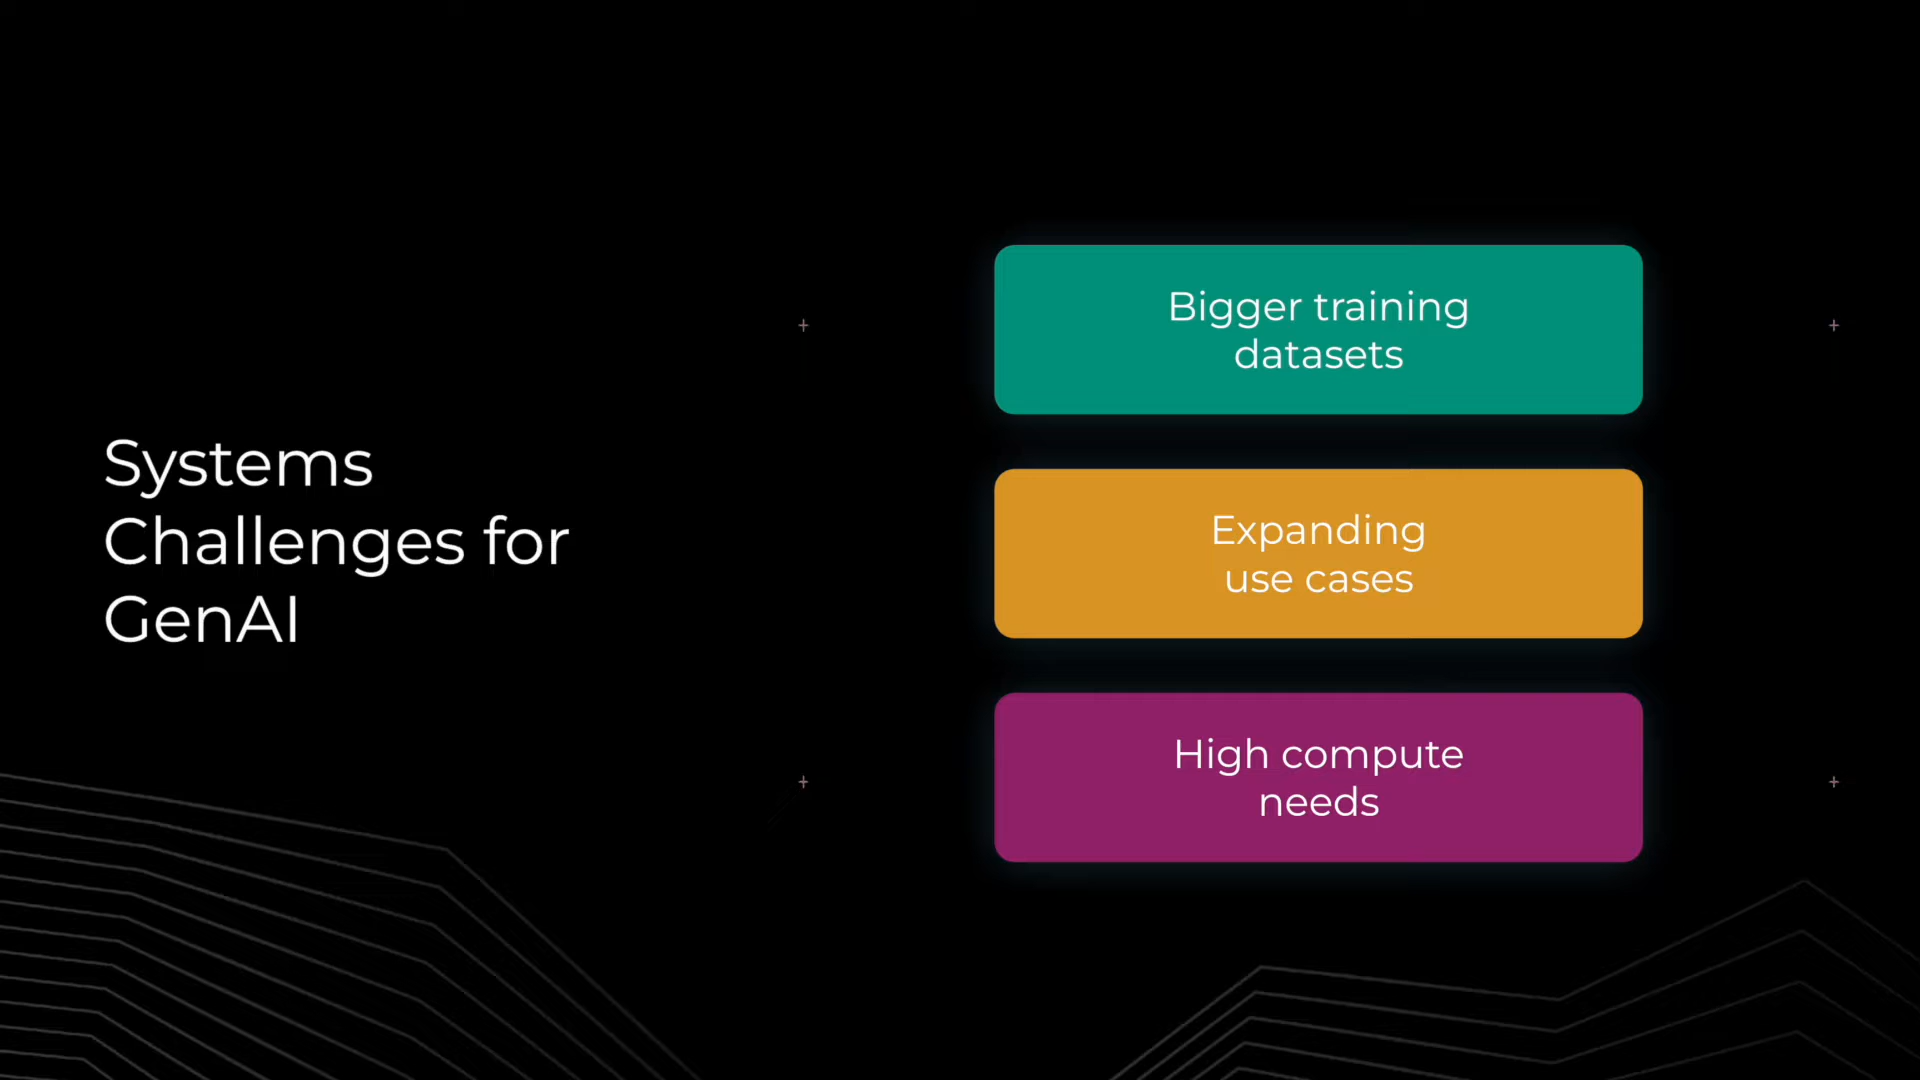 Systems
Challenges for
GenAI
Bigger training
datasets
Expanding
use cases
High compute
needs